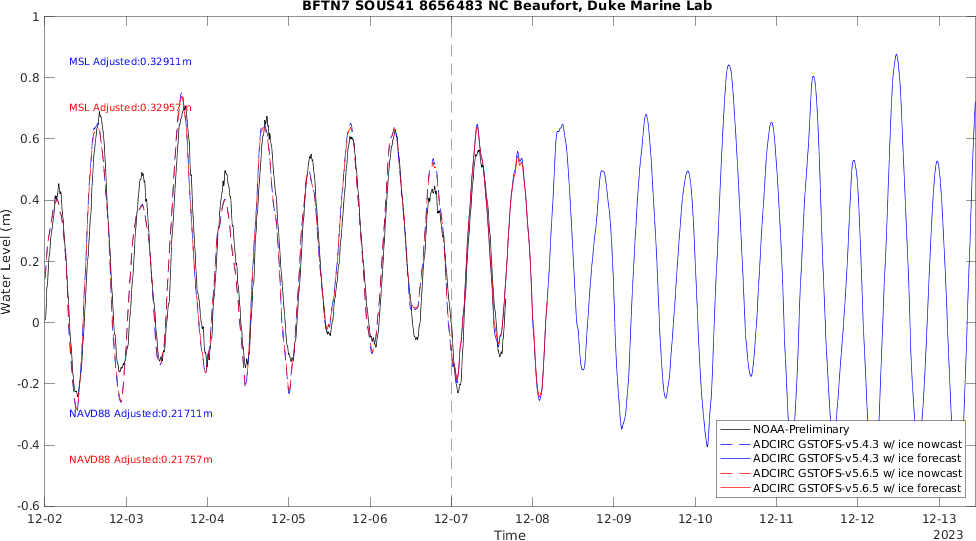 BFTN7 SOUS41 8656483 NC Beaufort, Duke Marine Lab
1
0.8
0.6
0.4
0.2
0
-0.2
-0.4
-0.6
Water Level (m)
MSL Adjusted:0.32911m
MSL Adjusted:0.32957m
NAVD88 Adjusted:0.21711m
NAVD88 Adjusted:0.21757m
NOAA-Preliminary
ADCIRC GSTOFS-v5.4.3 w/ ice nowcast
ADCIRC GSTOFS-v5.4.3 w/ ice forecast
ADCIRC GSTOFS-v5.6.5 w/ ice nowcast
ADCIRC GSTOFS-v5.6.5 w/ ice forecast
12-02 12-03 12-04 12-05 12-06 12-07 12-08 12-09 12-10 12-11 12-12 12-13
Time
2023